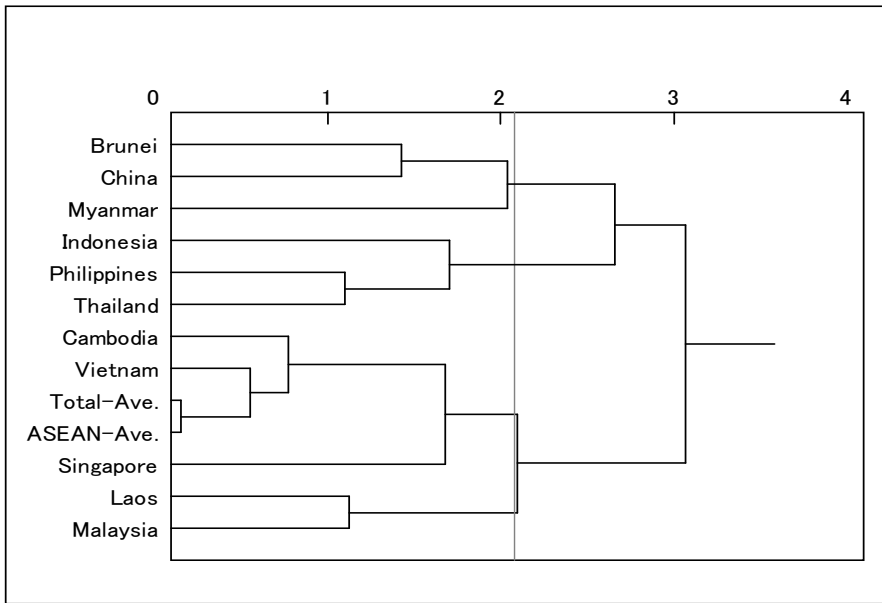 0 1 2 3 4
Brunei
China
Myanmar
Indonesia
Philippines
Thailand
Cambodia
Vietnam
Total-Ave.
ASEAN-Ave.
Singapore
Laos
Malaysia